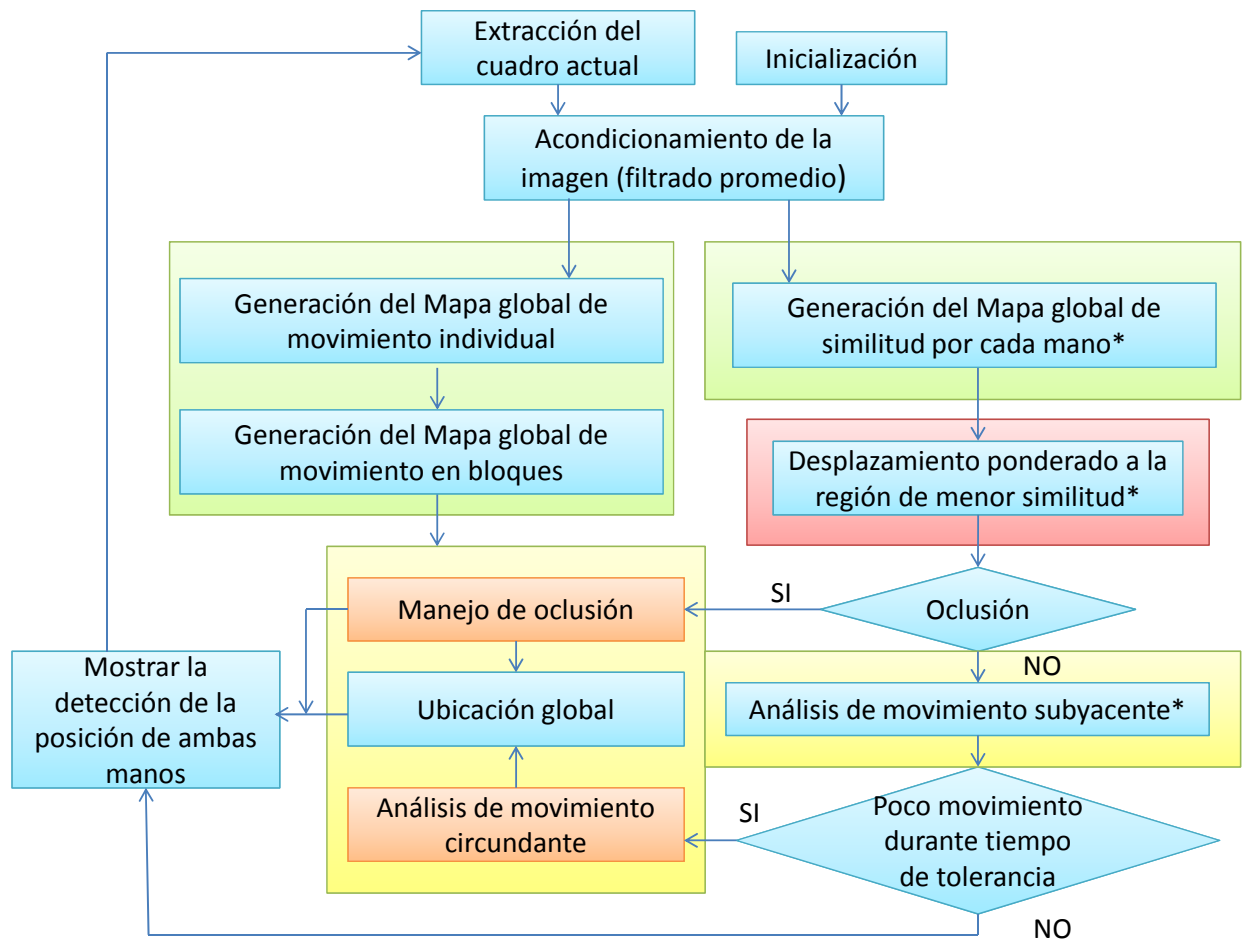 Extracción del
cuadro actual
Inicialización
Acondicionamiento de la
imagen (filtrado promedio)
Generación del Mapa global de
movimiento individual
Generación del Mapa global de
similitud por cada mano*
Generación del Mapa global de
movimiento en bloques
Desplazamiento ponderado a la
región de menor similitud*
Manejo de oclusión
SI
Oclusión
NO
Mostrar la
detección de la
posición de ambas
manos
Ubicación global
Análisis de movimiento subyacente*
Análisis de movimiento
circundante
SI
Poco movimiento
durante tiempo
de tolerancia
NO